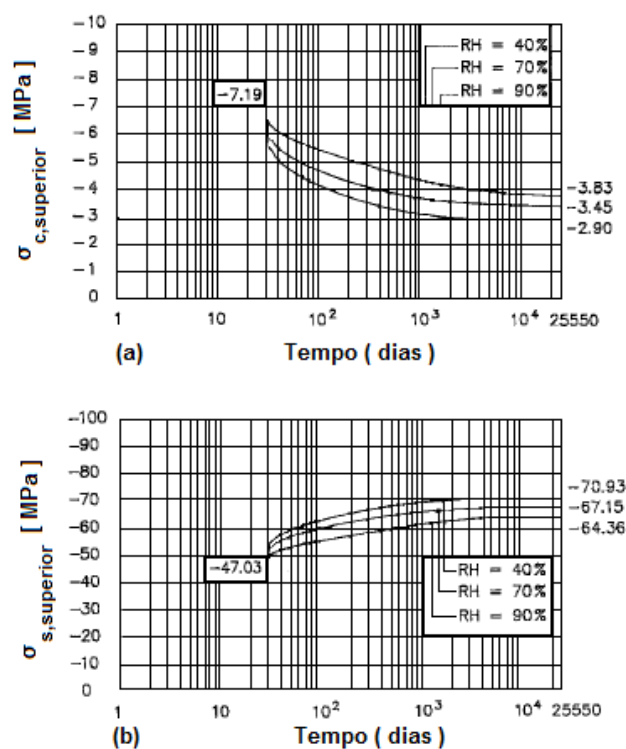 −10
−9
−8
−7
−6
−5
−4
−3
−2
−1
0
σc,superior [ MPa ]
−7.19
RH = 40%
RH = 70%
RH = 90%
−3.83
−3.45
−2.90
1 10 10² 10³ 10⁴ 25550
(a) Tempo ( dias )
−100
−90
−80
−70
−60
−50
−40
−30
−20
−10
0
σ s,superior [ MPa ]
−47.03
−70.93
−67.15
−64.36
RH = 40%
RH = 70%
RH = 90%
1 10 10² 10³ 10⁴ 25550
(b) Tempo ( dias )